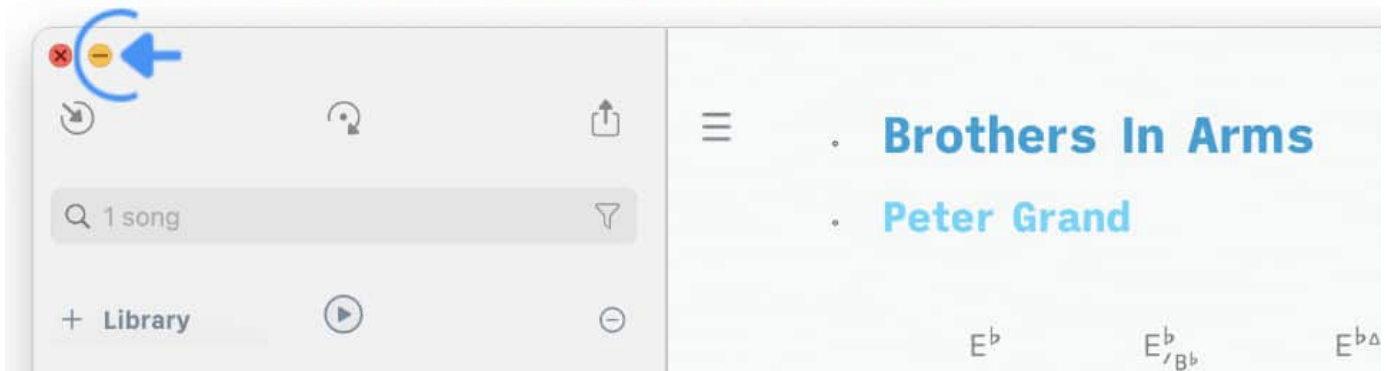 Brothers In Arms
1 song
Peter Grand
+ Library
E♭ E♭/B♭ E♭Δ